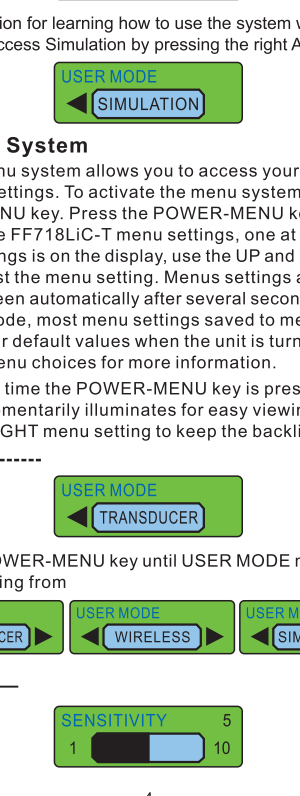 ion for learning how to use the system w
ccess Simulation by pressing the right A
USER MODE
SIMULATION
System
nu system allows you to access your
ettings. To activate the menu system,
NU key. Press the POWER-MENU k
e FF718LiC-T menu settings, one at
ngs is on the display, use the UP and
st the menu setting. Menus settings a
een automatically after several secon
ode, most menu settings saved to me
r default values when the unit is turn
enu choices for more information.
time the POWER-MENU key is pres
omentarily illuminates for easy viewin
IGHT menu setting to keep the backli
-------
USER MODE
TRANSDUCER
OWER-MENU key until USER MODE
ing from
CER
USER MODE
WIRELESS
USER M
SIM
SENSITIVITY 5
1 10